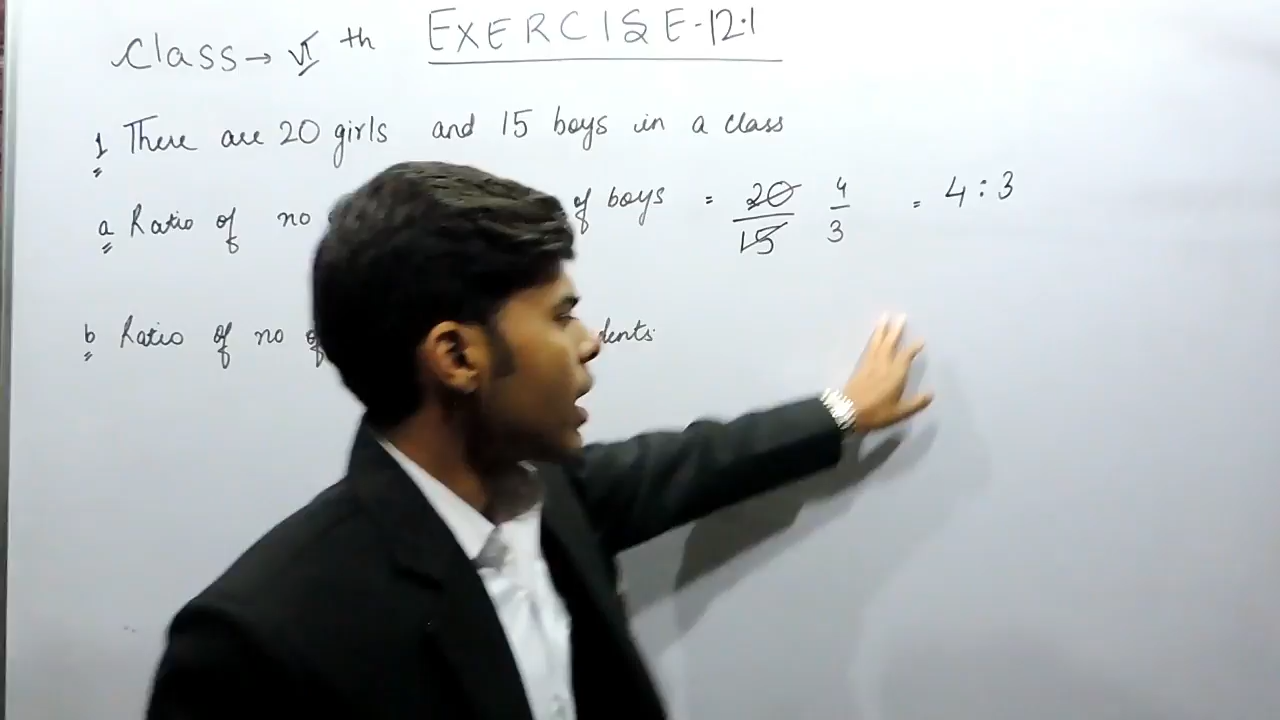 Class → VI th EXERCISE-12.1
1 There are 20 girls and 15 boys in a class
a Ratio of no of boys = 20/15 4/3 = 4:3
b Ratio of no